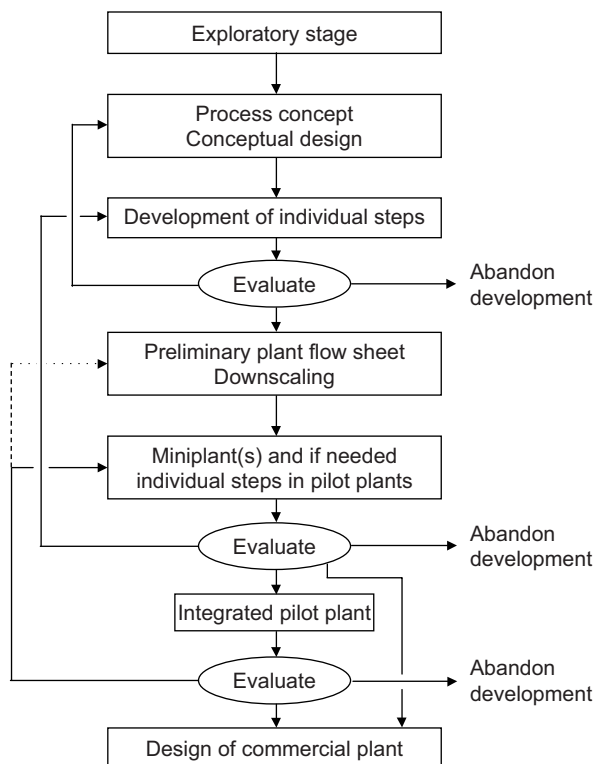 Exploratory stage
Process concept
Conceptual design
Development of individual steps
Evaluate
Abandon
development
Preliminary plant flow sheet
Downscaling
Miniplant(s) and if needed
individual steps in pilot plants
Evaluate
Abandon
development
Integrated pilot plant
Evaluate
Abandon
development
Design of commercial plant